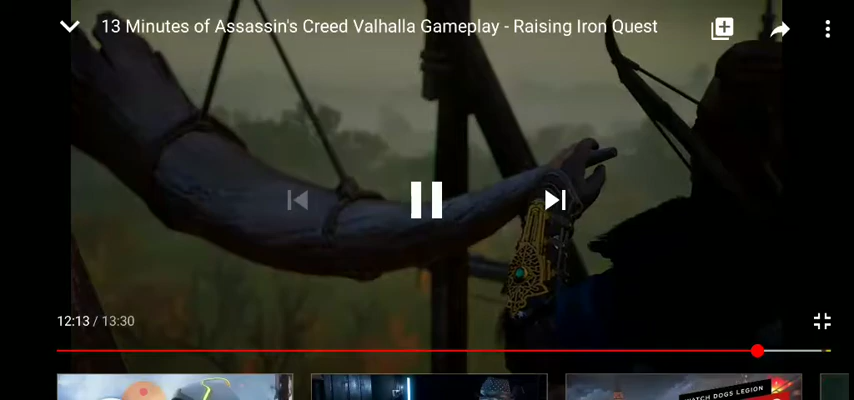 13 Minutes of Assassin's Creed Valhalla Gameplay - Raising Iron Quest
12:13 / 13:30
WATCH DOGS LEGION